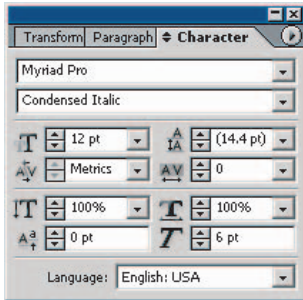 Transform Paragraph Character
Myriad Pro
Condensed Italic
12 pt (14.4 pt)
Metrics 0
100% 100%
0 pt 6 pt
Language: English: USA